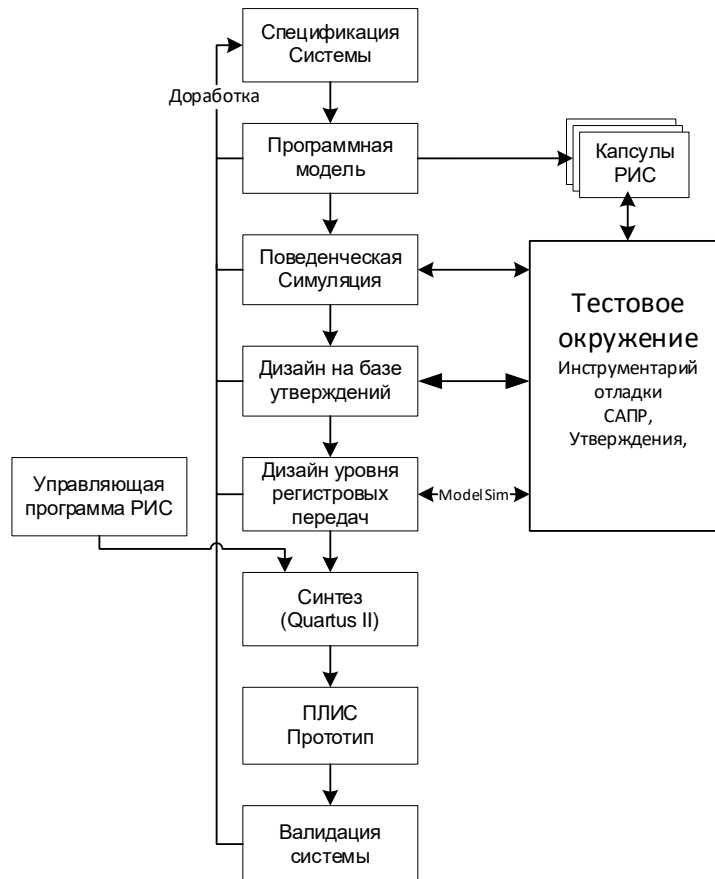 Спецификация
Системы
Доработка
Программная
модель
Капсулы
РИС
Поведенческая
Симуляция
Тестовое
окружение
Инструментарий
отладки
САПР,
Утверждения,
Дизайн на базе
утверждений
Управляющая
программа РИС
Дизайн уровня
регистровых
передач
ModelSim
Синтез
(Quartus II)
ПЛИС
Прототип
Валидация
системы